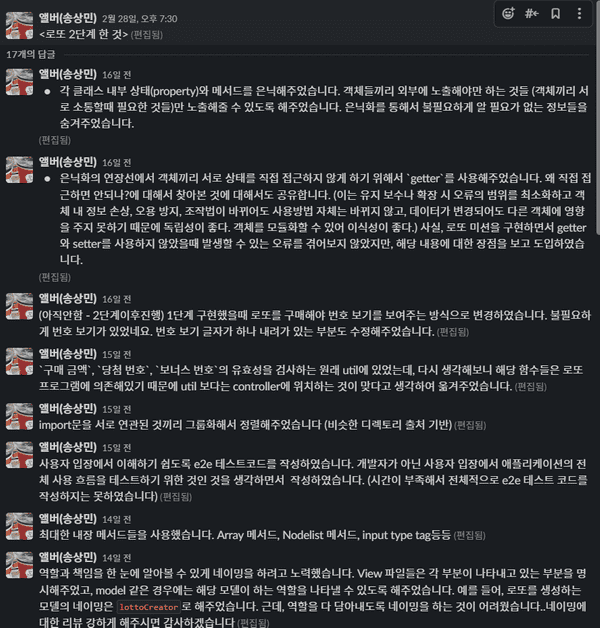 앨버(송상민) 2월 28일, 오후 7:30
<로또 2단계 한 것> (편집됨)
17개의 답글
앨버(송상민) 16일 전
• 각 클래스 내부 상태(property)와 메서드를 은닉해주었습니다. 객체들끼리 외부에 노출해야만 하는 것들 (객체끼리 서
로 소통할때 필요한 것들)만 노출해줄 수 있도록 해주었습니다. 은닉화를 통해서 불필요하게 알 필요가 없는 정보들을
숨겨주었습니다.
(편집됨)
앨버(송상민) 16일 전
• 은닉화의 연장선에서 객체끼리 서로 상태를 직접 접근하지 않게 하기 위해서 `getter`를 사용해주었습니다. 왜 직접 접
근하면 안되나?에 대해서 찾아본 것에 대해서도 공유합니다. (이는 유지 보수나 확장 시 오류의 범위를 최소화하고 객
체 내 정보 손상, 오용 방지, 조작법이 바뀌어도 사용방법 자체는 바뀌지 않고, 데이터가 변경되어도 다른 객체에 영향
을 주지 못하기 때문에 독립성이 좋다. 객체를 모듈화할 수 있어 이식성이 좋다.) 사실, 로또 미션을 구현하면서 getter
와 setter를 사용하지 않았을때 발생할 수 있는 오류를 겪어보지 않았지만, 해당 내용에 대한 장점을 보고 도입하였습니
다.
(편집됨)
앨버(송상민) 16일 전
(아직안함 - 2단계이후진행) 1단계 구현했을때 로또를 구매해야 번호 보기를 보여주는 방식으로 변경하였습니다. 불필요하
게 번호 보기가 있었네요. 번호 보기 글자가 하나 내려가 있는 부분도 수정해주었습니다. (편집됨)
앨버(송상민) 15일 전
`구매 금액`, `당첨 번호`, `보너스 번호`의 유효성을 검사하는 원래 util에 있었는데, 다시 생각해보니 해당 함수들은 로또
프로그램에 의존해있기 때문에 util 보다는 controller에 위치하는 것이 맞다고 생각하여 옮겨주었습니다. (편집됨)
앨버(송상민) 15일 전
import문을 서로 연관된 것끼리 그룹화해서 정렬해주었습니다 (비슷한 디렉토리 출처 기반) (편집됨)
앨버(송상민) 15일 전
사용자 입장에서 이해하기 쉽도록 e2e 테스트코드를 작성하였습니다. 개발자가 아닌 사용자 입장에서 애플리케이션의 전
체 사용 흐름을 테스트하기 위한 것인 것을 생각하면서 작성하였습니다. (시간이 부족해서 전체적으로 e2e 테스트 코드를
작성하지는 못하였습니다) (편집됨)
앨버(송상민) 14일 전
최대한 내장 메서드들을 사용했습니다. Array 메서드, Nodelist 메서드, input type tag등등 (편집됨)
앨버(송상민) 14일 전
역할과 책임을 한 눈에 알아볼 수 있게 네이밍을 하려고 노력했습니다. View 파일들은 각 부분이 나타내고 있는 부분을 명
시해주었고, model 같은 경우에는 해당 모델이 하는 역할을 나타낼 수 있도록 해주었습니다. 예를 들어, 로또를 생성하는
모델의 네이밍은 lottoCreator 로 해주었습니다. 근데, 역할을 다 담아내도록 네이밍을 하는 것이 어려웠습니다..네이밍에
대한 리뷰 강하게 해주시면 감사하겠습니다 (편집됨)